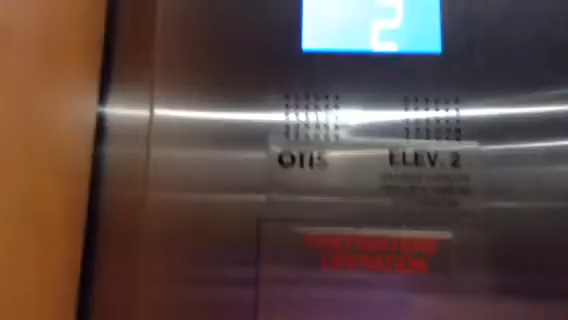 2
OTIS
ELEV. 2
FIREFIGHTERS
OPERATION